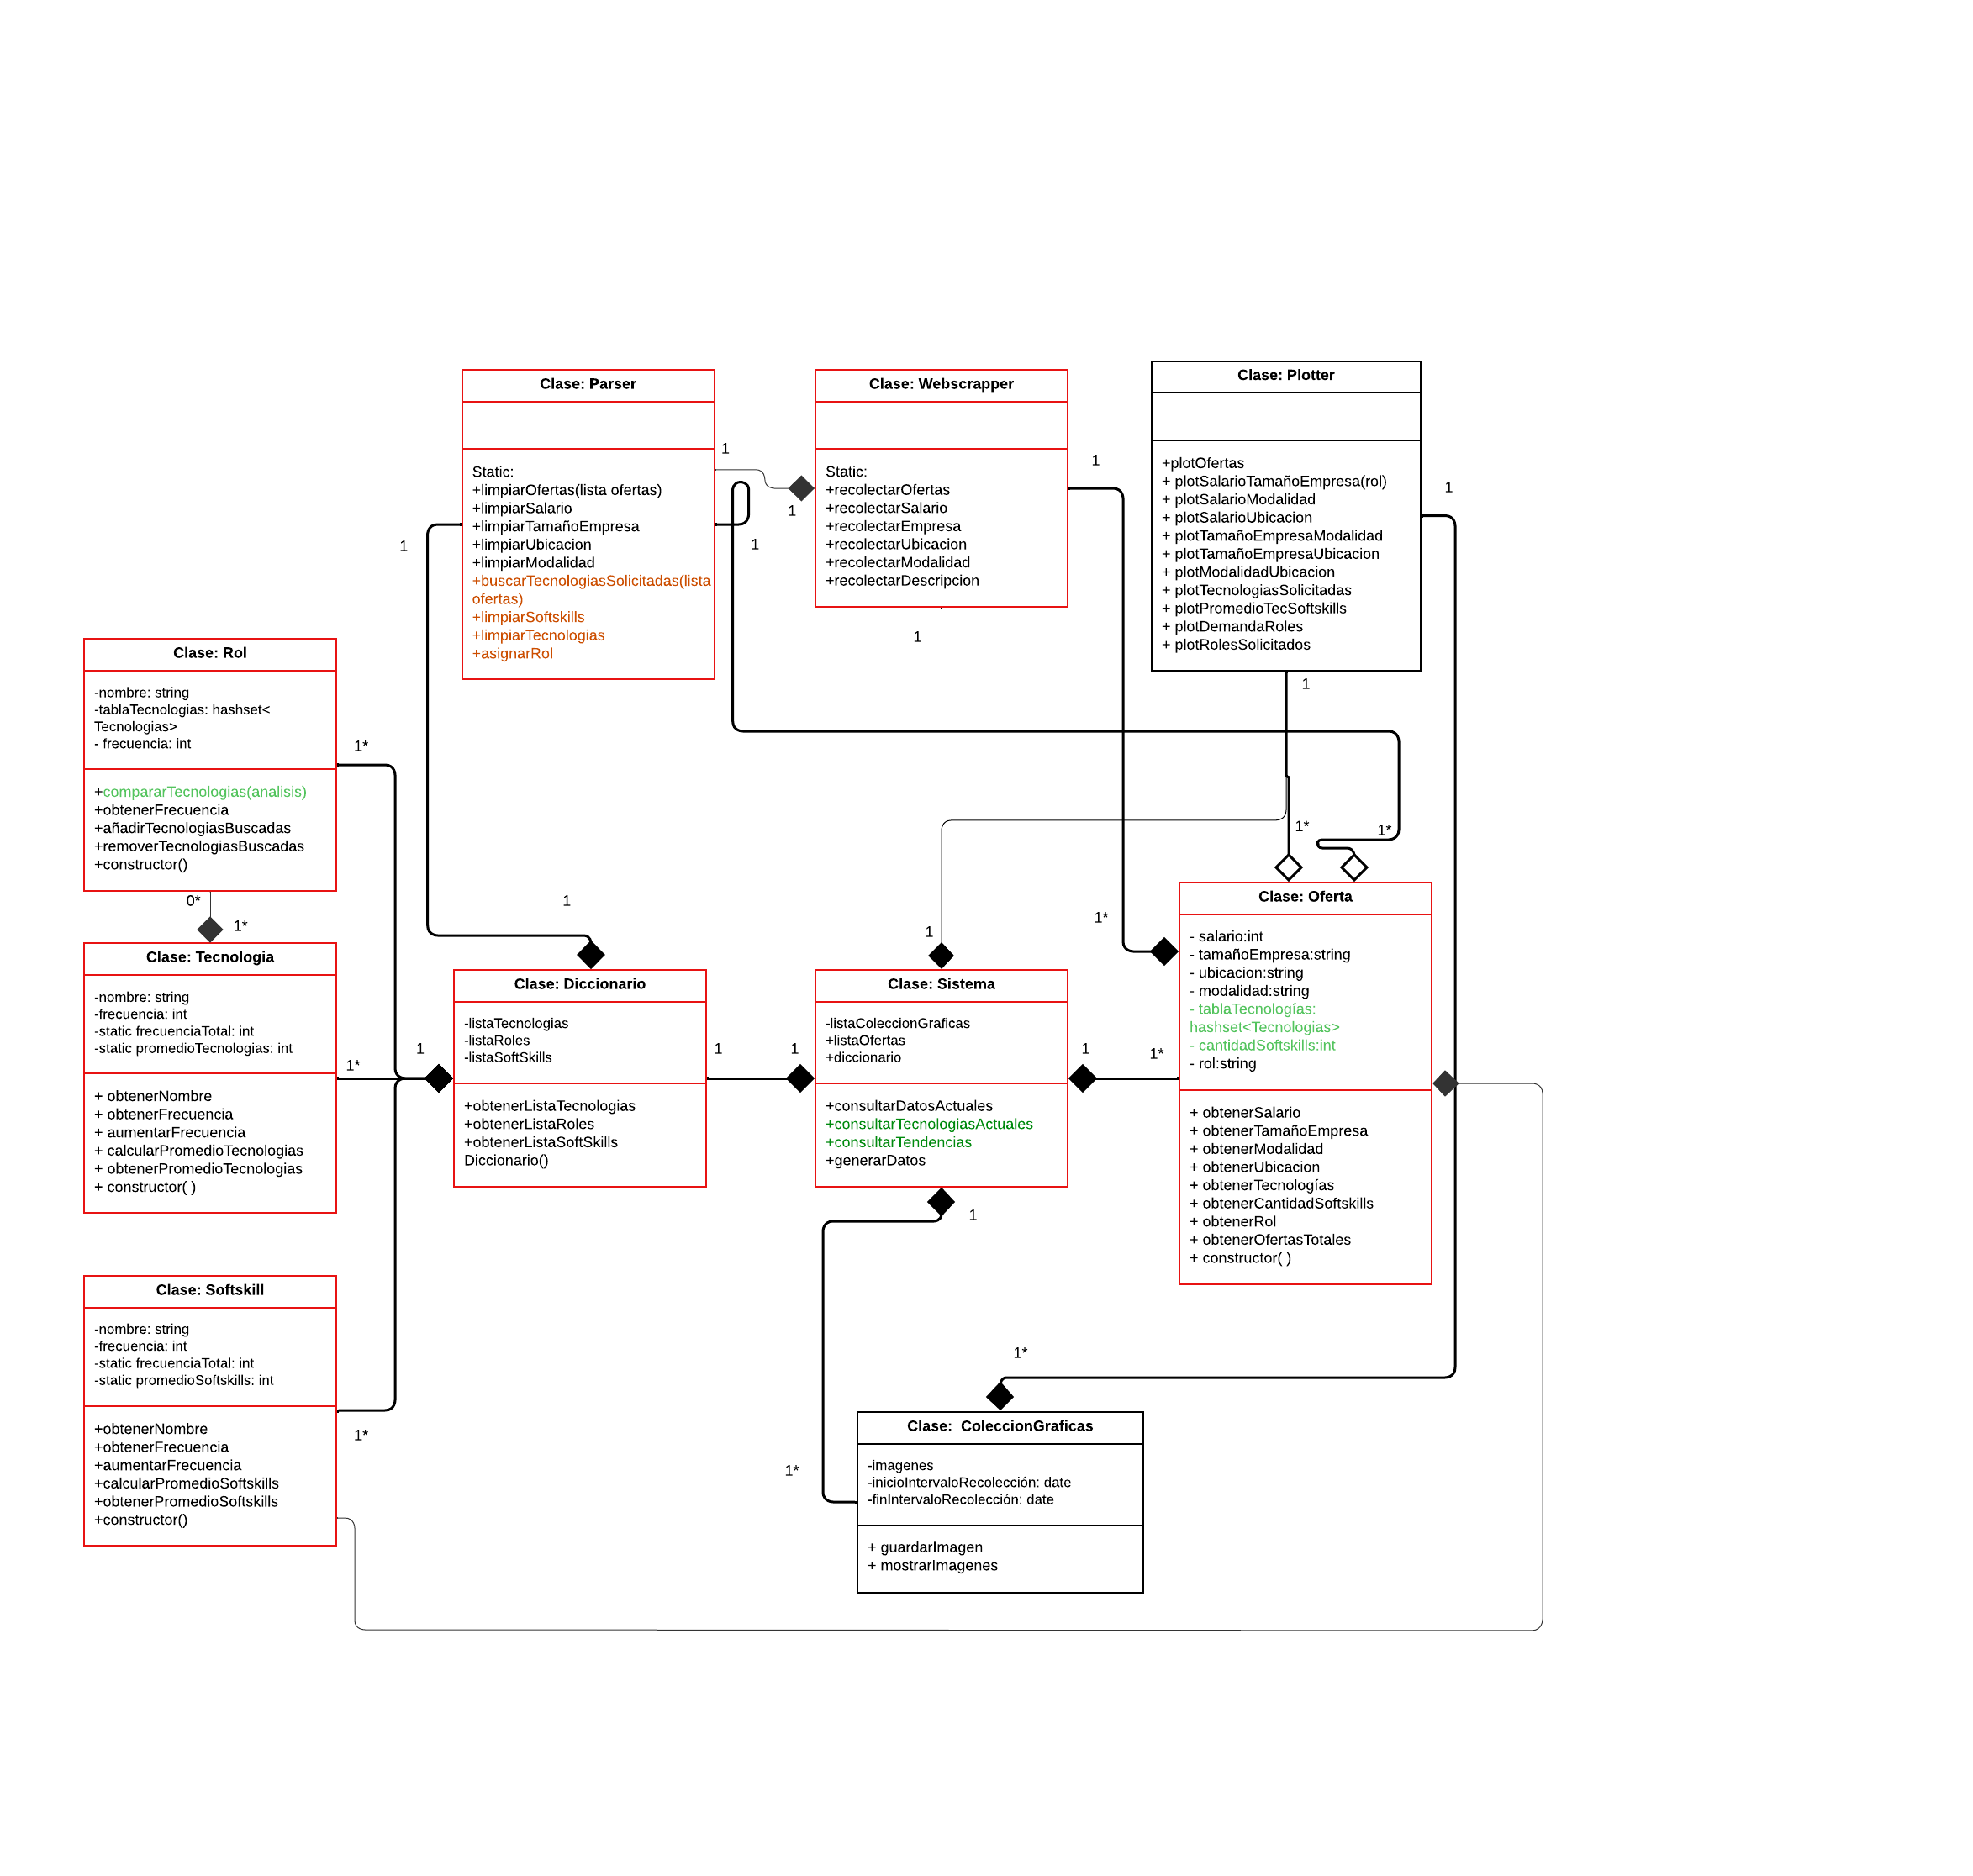 Clase: Parser
Static:
+limpiarOfertas(lista ofertas)
+limpiarSalario
+limpiarTamañoEmpresa
+limpiarUbicacion
+limpiarModalidad
+buscarTecnologiasSolicitadas(lista
ofertas)
+limpiarSoftskills
+limpiarTecnologias
+asignarRol
1
1
1
1
Clase: Webscrapper
Static:
+recolectarOfertas
+recolectarSalario
+recolectarEmpresa
+recolectarUbicacion
+recolectarModalidad
+recolectarDescripcion
1
1
Clase: Plotter
+plotOfertas
+ plotSalarioTamañoEmpresa(rol)
+ plotSalarioModalidad
+ plotSalarioUbicacion
+ plotTamañoEmpresaModalidad
+ plotTamañoEmpresaUbicacion
+ plotModalidadUbicacion
+ plotTecnologiasSolicitadas
+ plotPromedioTecSoftskills
+ plotDemandaRoles
+ plotRolesSolicitados
1
1
1*
1*
Clase: Rol
-nombre: string
-tablaTecnologias: hashset<
Tecnologias>
- frecuencia: int
+compararTecnologias(analisis)
+obtenerFrecuencia
+añadirTecnologiasBuscadas
+removerTecnologiasBuscadas
+constructor()
1*
0*
1*
Clase: Tecnologia
-nombre: string
-frecuencia: int
-static frecuenciaTotal: int
-static promedioTecnologias: int
+ obtenerNombre
+ obtenerFrecuencia
+ aumentarFrecuencia
+ calcularPromedioTecnologias
+ obtenerPromedioTecnologias
+ constructor( )
1*
1
1
Clase: Diccionario
-listaTecnologias
-listaRoles
-listaSoftSkills
+obtenerListaTecnologias
+obtenerListaRoles
+obtenerListaSoftSkills
Diccionario()
1
1
1
Clase: Sistema
-listaColeccionGraficas
+listaOfertas
+diccionario
+consultarDatosActuales
+consultarTecnologiasActuales
+consultarTendencias
+generarDatos
1
1
1*
1*
Clase: Oferta
- salario:int
- tamañoEmpresa:string
- ubicacion:string
- modalidad:string
- tablaTecnologías:
hashset<Tecnologias>
- cantidadSoftskills:int
- rol:string
+ obtenerSalario
+ obtenerTamañoEmpresa
+ obtenerModalidad
+ obtenerUbicacion
+ obtenerTecnologías
+ obtenerCantidadSoftskills
+ obtenerRol
+ obtenerOfertasTotales
+ constructor( )
Clase: Softskill
-nombre: string
-frecuencia: int
-static frecuenciaTotal: int
-static promedioSoftskills: int
+obtenerNombre
+obtenerFrecuencia
+aumentarFrecuencia
+calcularPromedioSoftskills
+obtenerPromedioSoftskills
+constructor()
1*
1*
1*
Clase:  ColeccionGraficas
-imagenes
-inicioIntervaloRecolección: date
-finIntervaloRecolección: date
+ guardarImagen
+ mostrarImagenes